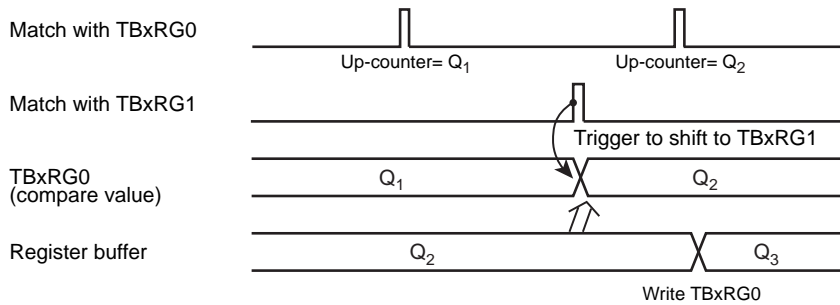 Match with TBxRG0
Up-counter= Q1
Up-counter= Q2
Match with TBxRG1
Trigger to shift to TBxRG1
TBxRG0
(compare value)
Q1
Q2
Register buffer
Q2
Q3
Write TBxRG0